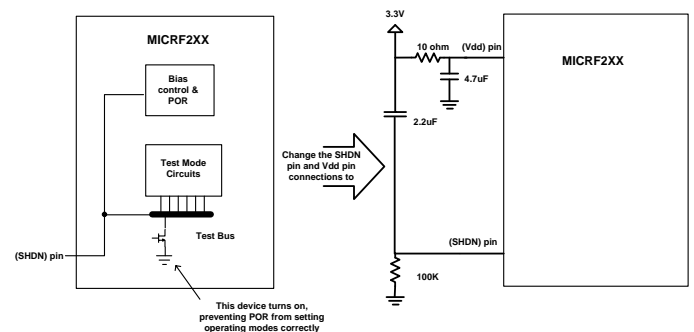 MICRF2XX
Bias
control &
POR
Test Mode
Circuits
Test Bus
(SHDN) pin
This device turns on,
preventing POR from setting
operating modes correctly
Change the SHDN
pin and Vdd pin
connections to
3.3V
10 ohm
(Vdd) pin
4.7uF
2.2uF
(SHDN) pin
100K
MICRF2XX